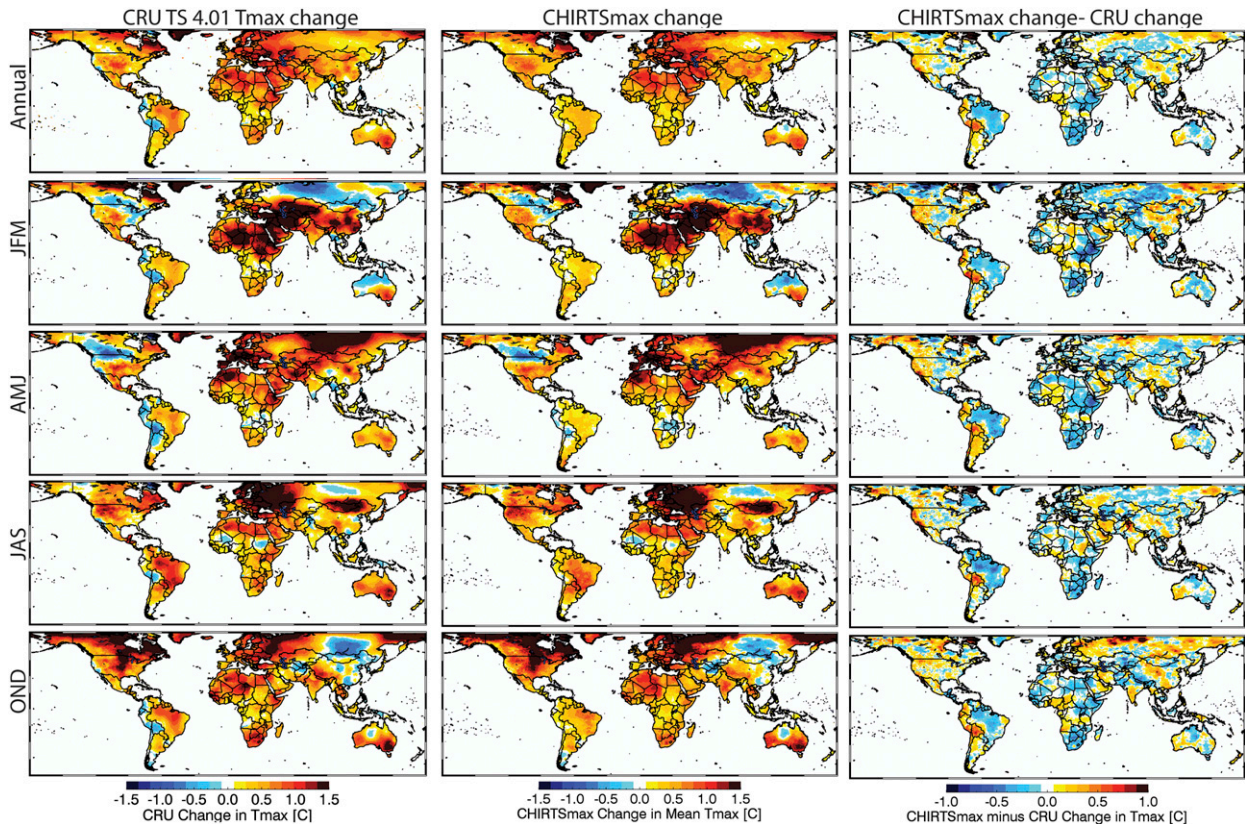 CRU TS 4.01 Tmax change
CHIRTSmax change
CHIRTSmax change- CRU change
Annual
JFM
AMJ
JAS
OND
-1.5 -1.0 -0.5 0.0 0.5 1.0 1.5
CRU Change in Tmax [C]
-1.5 -1.0 -0.5 0.0 0.5 1.0 1.5
CHIRTSmax Change in Mean Tmax [C]
-1.0 -0.5 0.0 0.5 1.0
CHIRTSmax minus CRU Change in Tmax [C]